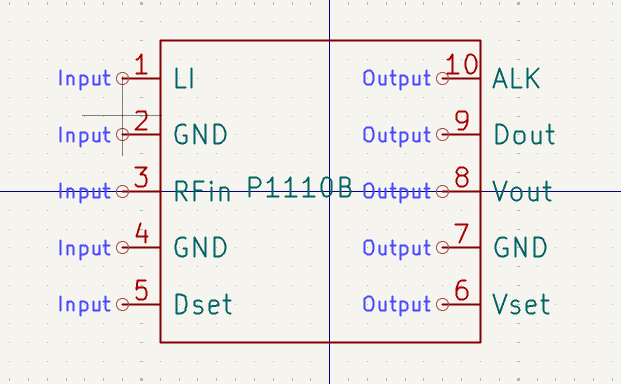 Input 1 LI Output 10 ALK
Input 2 GND Output 9 Dout
Input 3 RFin P1110B Output 8 Vout
Input 4 GND Output 7 GND
Input 5 Dset Output 6 Vset